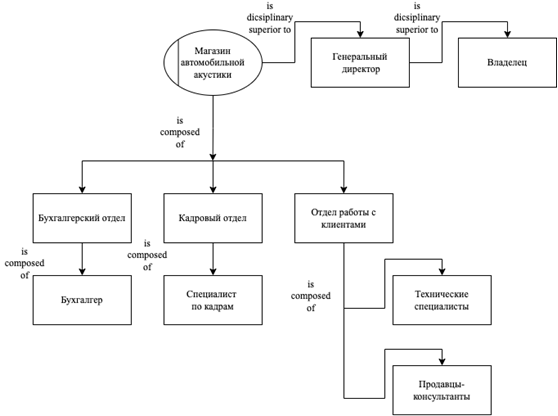 is
dicsiplinary
superior to
is
dicsiplinary
superior to
Магазин
автомобильной
акустики
Генеральный
директор
Владелец
is
composed
of
Бухгалгерский отдел
Кадровый отдел
Отдел работы с
клиентами
is
composed
of
is
composed
of
is
composed
of
Бухгалгер
Специалист
по кадрам
Технические
специалисты
Продавцы-
консультанты